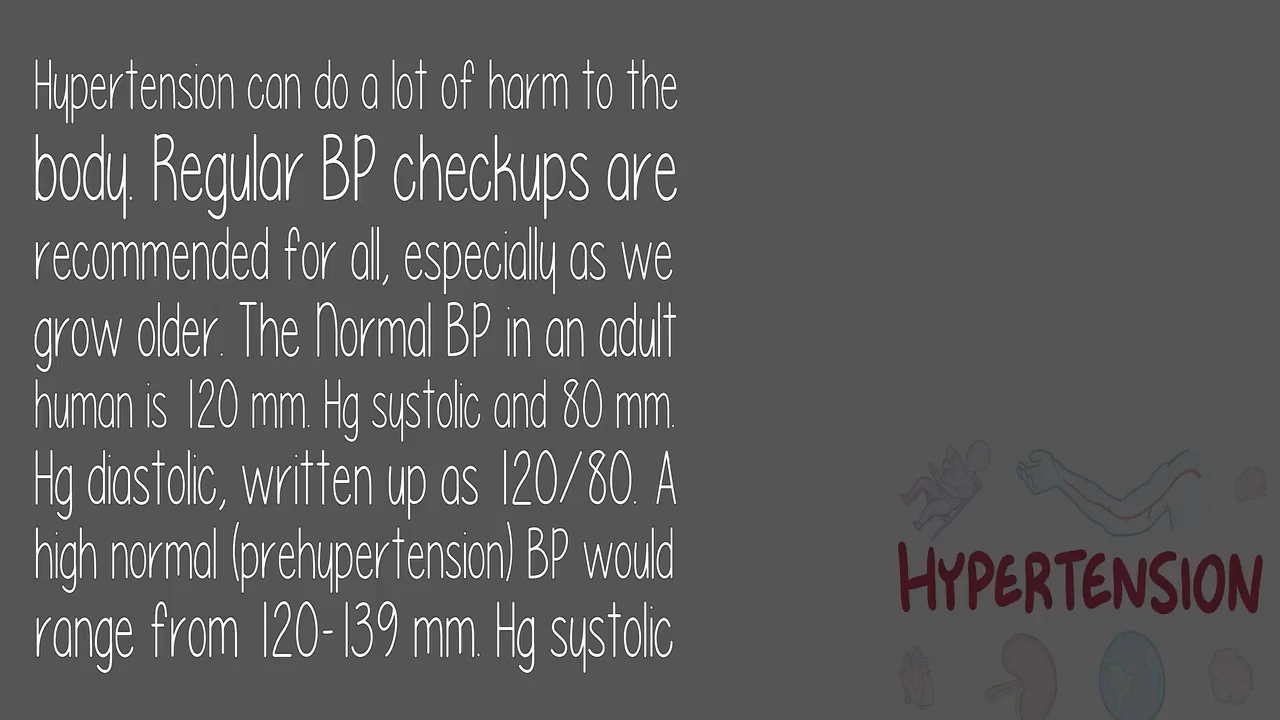 Hypertension can do a lot of harm to the
body. Regular BP checkups are
recommended for all, especially as we
grow older. The Normal BP in an adult
human is 120 mm. Hg systolic and 80 mm.
Hg diastolic, written up as 120/80. A
high normal (prehypertension) BP would
range from 120-139 mm. Hg systolic
HYPERTENSION